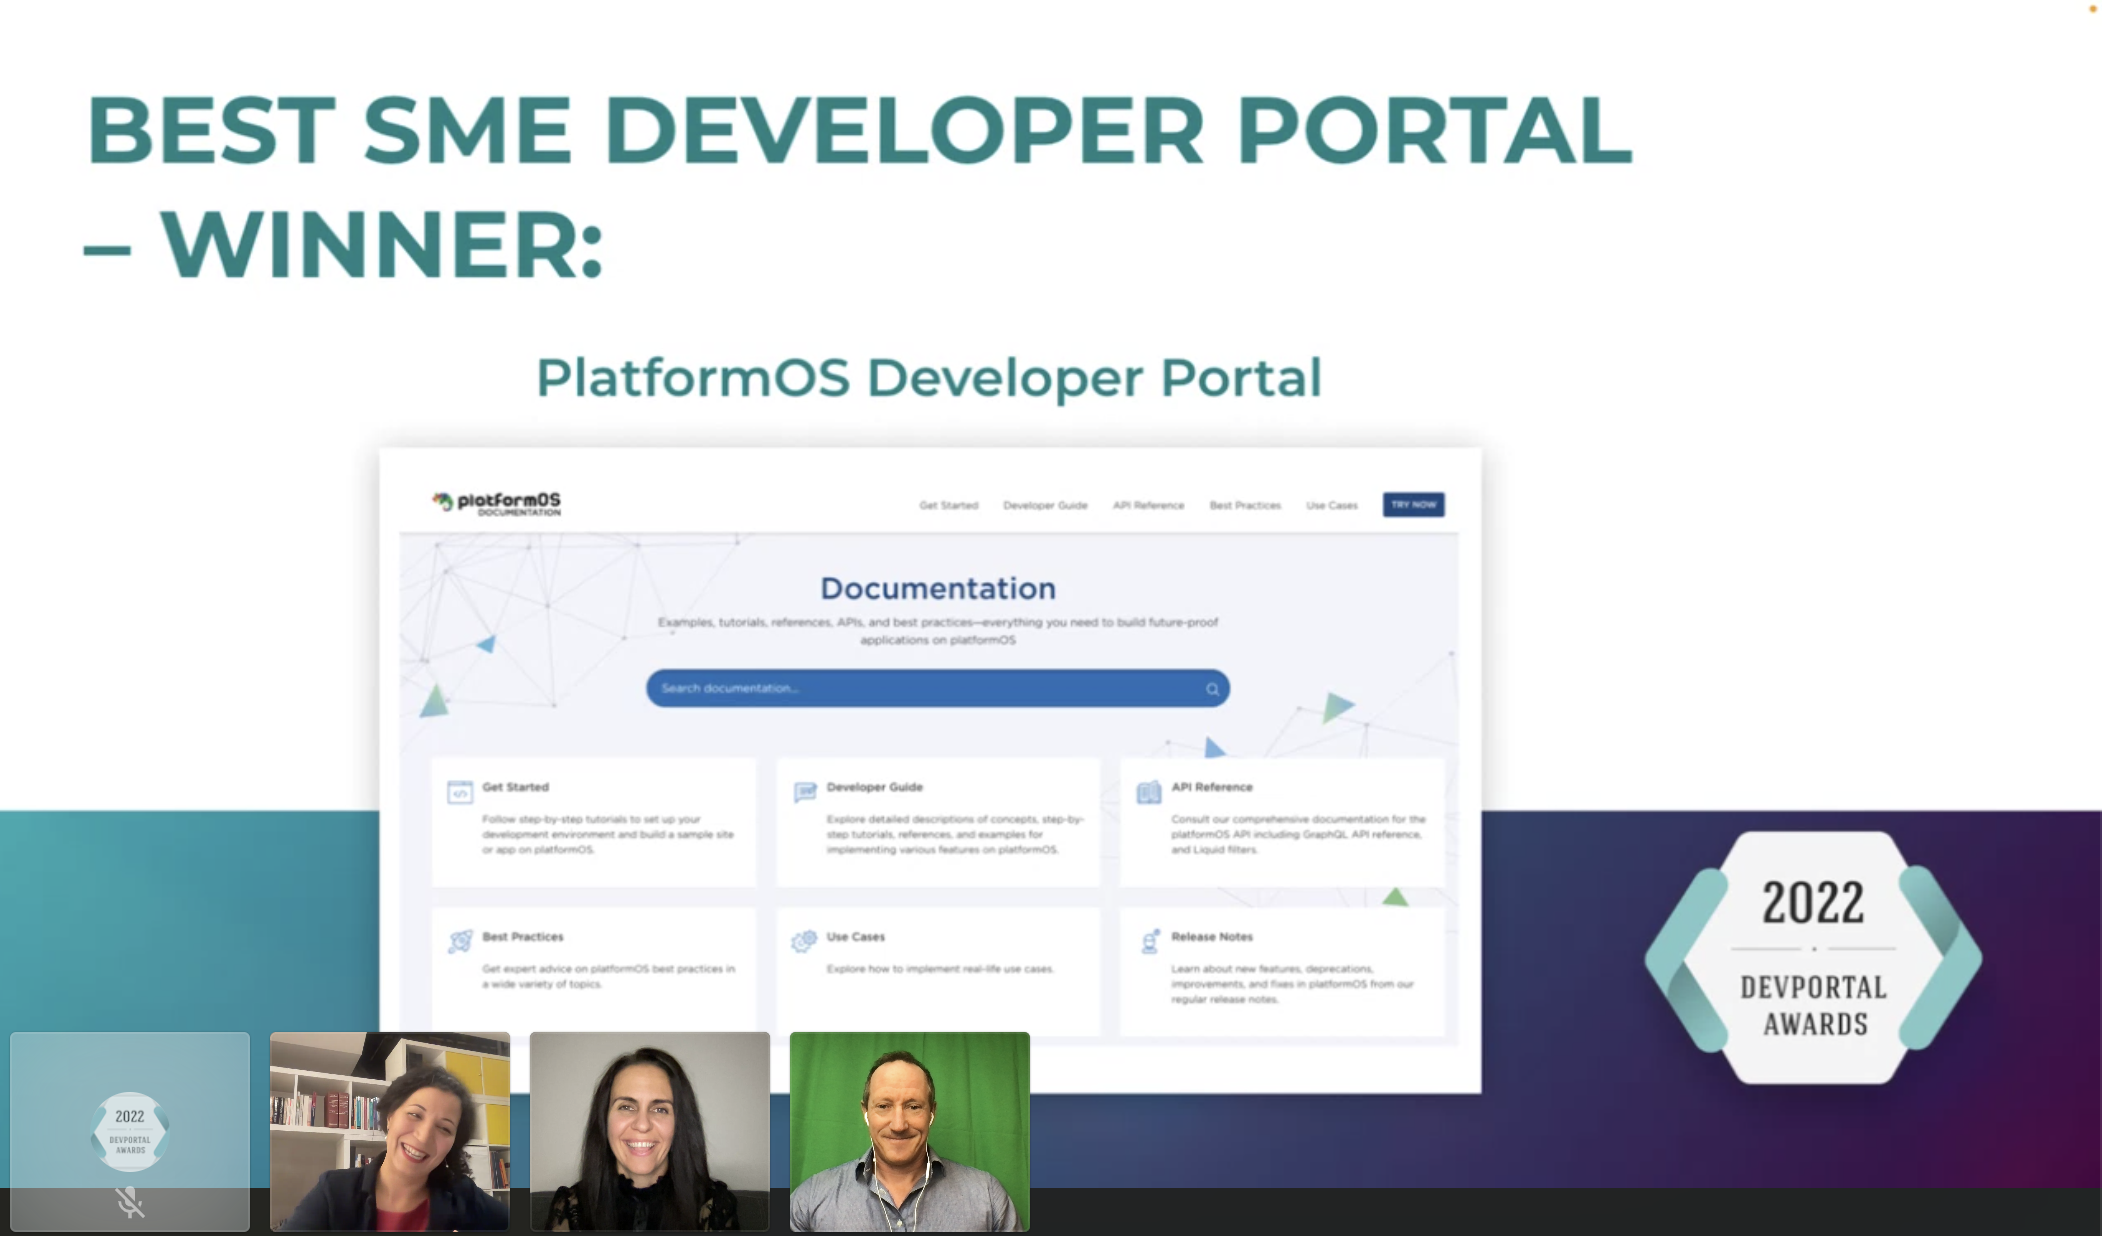 BEST SME DEVELOPER PORTAL
– WINNER:
PlatformOS Developer Portal
platformOS
DOCUMENTATION
Get Started
Developer Guide
API Reference
Best Practices
Use Cases
TRY NOW
Documentation
Examples, tutorials, references, APIs, and best practices—everything you need to build future-proof
applications on platformOS
Search documentation...
Get Started
Follow step-by-step tutorials to set up your
development environment and build a sample site
or app on platformOS.
Developer Guide
Explore detailed descriptions of concepts, step-by-
step tutorials, references, and examples for
implementing various features on platformOS.
API Reference
Consult our comprehensive documentation for the
platformOS API including GraphQL API reference,
and Liquid filters.
Best Practices
Get expert advice on platformOS best practices in
a wide variety of topics.
Use Cases
Explore how to implement real-life use cases.
Release Notes
Learn about new features, deprecations,
improvements, and fixes in platformOS from our
regular release notes.
2022
DEVPORTAL
AWARDS
2022
DEVPORTAL
AWARDS